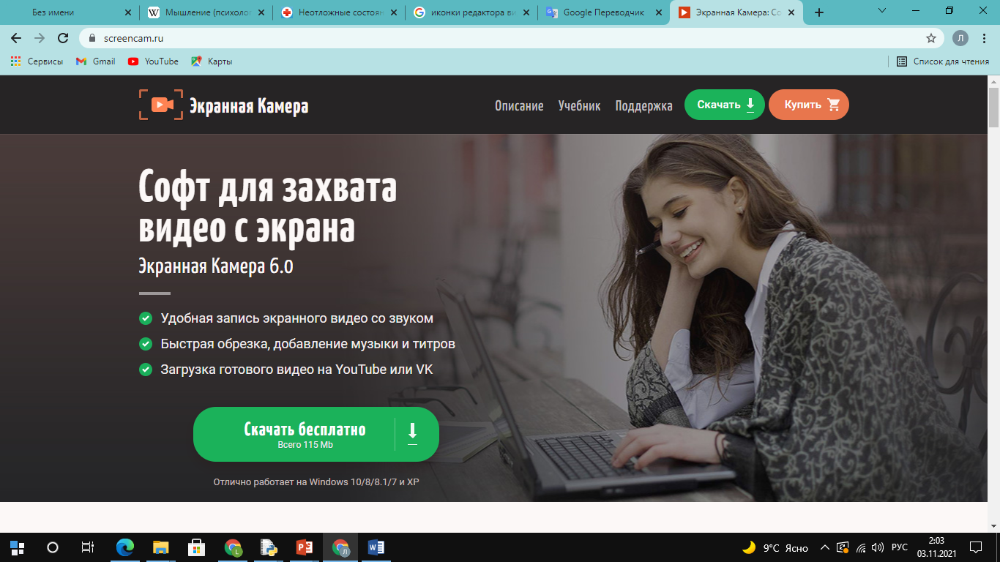 Без имени
Мышление (психолог
Неотложные состоян
иконки редактора ви
Google Переводчик
Экранная Камера: Со
screencam.ru
Л
Сервисы
Gmail
YouTube
Карты
Список для чтения
Экранная Камера
Описание
Учебник
Поддержка
Скачать
Купить
Софт для захвата
видео с экрана
Экранная Камера 6.0
Удобная запись экранного видео со звуком
Быстрая обрезка, добавление музыки и титров
Загрузка готового видео на YouTube или VK
Скачать бесплатно
Всего 115 Mb
Отлично работает на Windows 10/8/8.1/7 и XP
9°C Ясно
РУС
2:03
03.11.2021